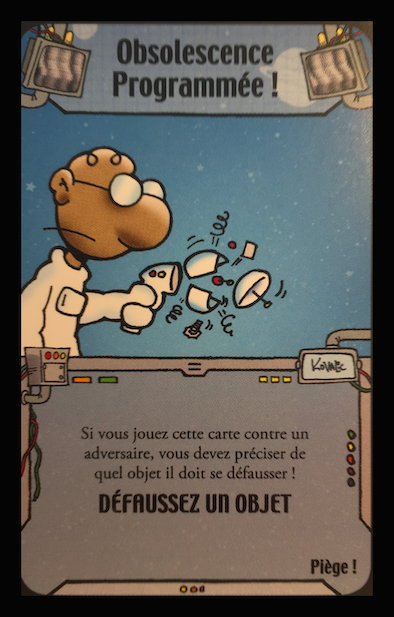 Obsolescence
Programmée !
KOVALIC
Si vous jouez cette carte contre un
adversaire, vous devez préciser de
quel objet il doit se défausser !
DÉFAUSSEZ UN OBJET
Piège !